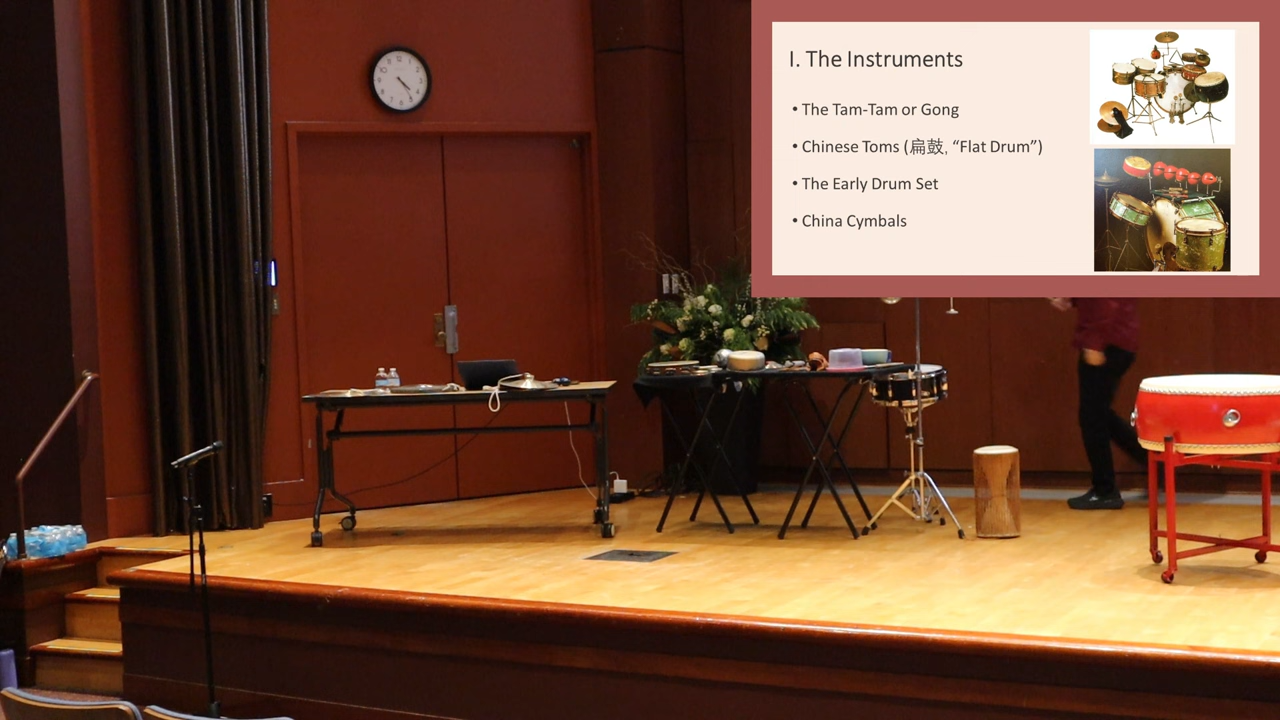 I. The Instruments
• The Tam-Tam or Gong
• Chinese Toms (扁鼓, “Flat Drum”)
• The Early Drum Set
• China Cymbals